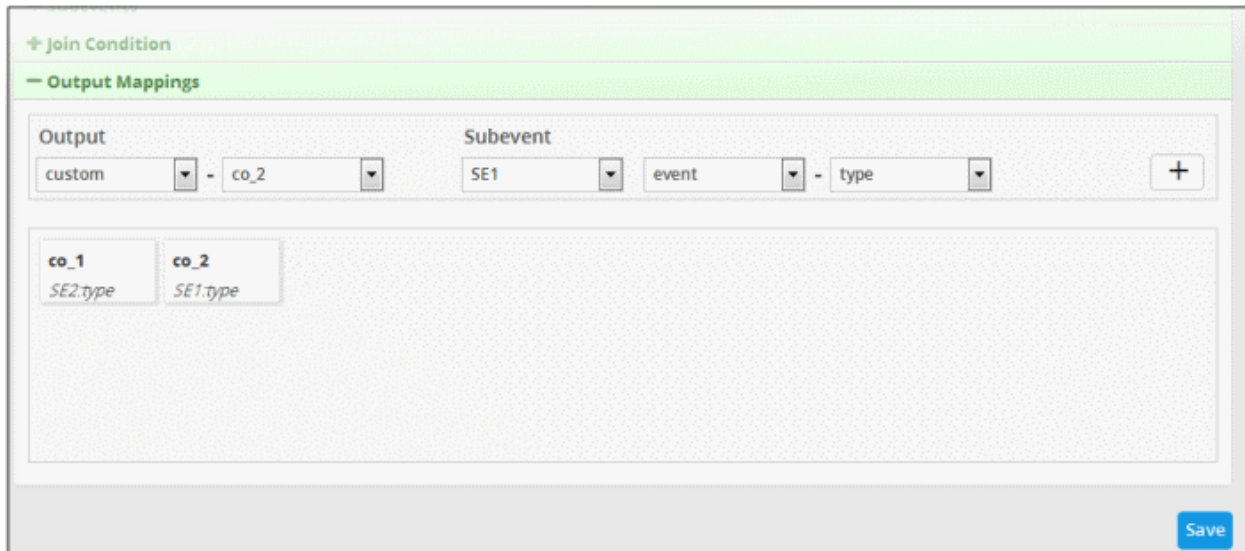 + Join Condition
− Output Mappings
Output Subevent
custom - co_2 SE1 event - type +
co_1 co_2
SE2:type SE1:type
Save